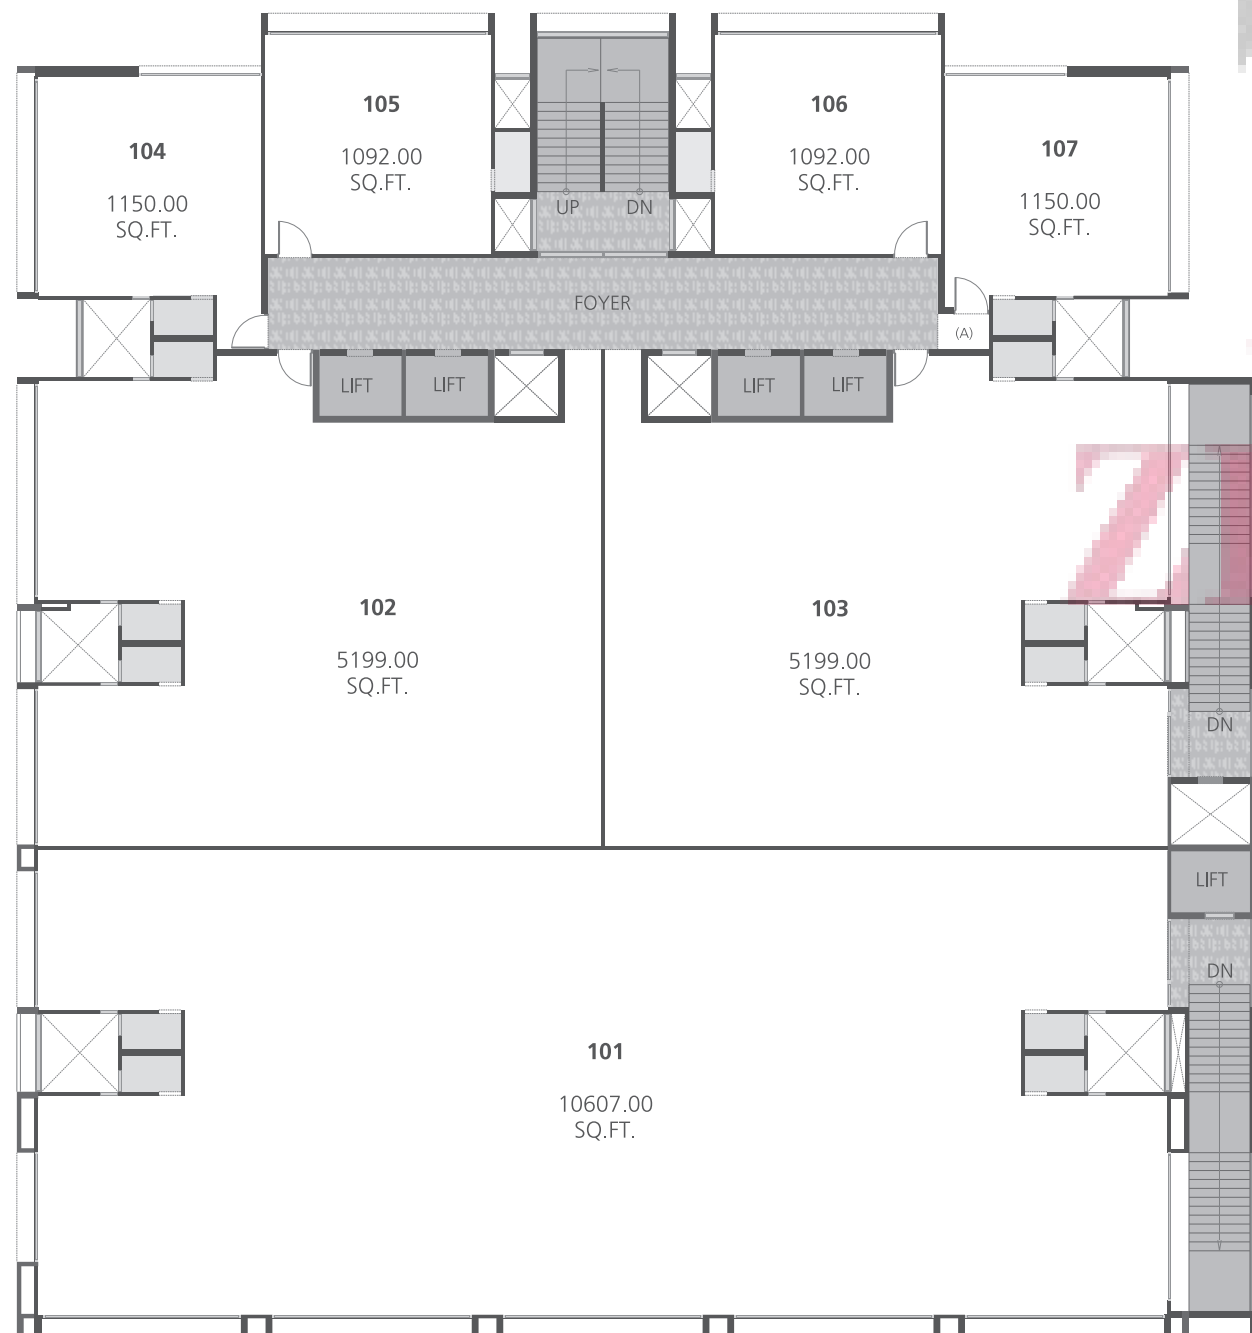 105
1092.00
SQ.FT.
106
1092.00
SQ.FT.
104
1150.00
SQ.FT.
107
1150.00
SQ.FT.
UP
DN
FOYER
(A)
LIFT
LIFT
LIFT
LIFT
102
5199.00
SQ.FT.
103
5199.00
SQ.FT.
DN
LIFT
DN
101
10607.00
SQ.FT.